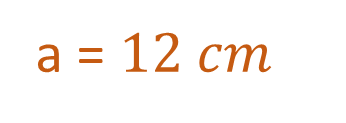 a = 12 cm